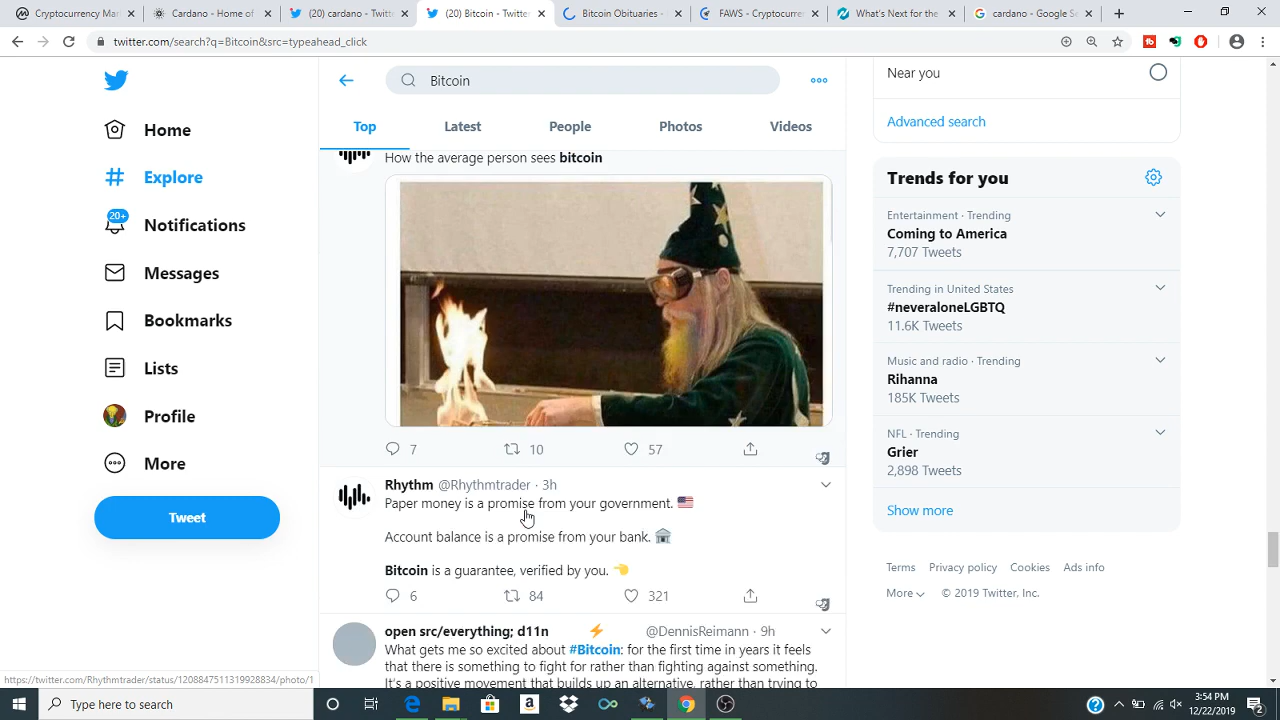 Cryptocurrency Mark
Cardano - Home of
(20) cardano - Twitt
(20) Bitcoin - Twitter
Bitcoin Obituaries -
FAWS - Cryptocurren
What's Next for the
cardano - Google Se
twitter.com/search?q=Bitcoin&src=typeahead_click
Bitcoin
Top
Latest
People
Photos
Videos
Home
Explore
20+
Notifications
Messages
Bookmarks
Lists
Profile
More
Tweet
How the average person sees bitcoin
7
10
57
Rhythm @Rhythmtrader · 3h
Paper money is a promise from your government. 🇺🇸
Account balance is a promise from your bank. 🏦
Bitcoin is a guarantee, verified by you. 👈
6
84
321
open src/everything; d11n ⚡ @DennisReimann · 9h
What gets me so excited about #Bitcoin: for the first time in years it feels
that there is something to fight for rather than fighting against something.
It's a positive movement that builds up an alternative, rather than trying to
Near you
Advanced search
Trends for you
Entertainment · Trending
Coming to America
7,707 Tweets
Trending in United States
#neveraloneLGBTQ
11.6K Tweets
Music and radio · Trending
Rihanna
185K Tweets
NFL · Trending
Grier
2,898 Tweets
Show more
Terms Privacy policy Cookies Ads info
More © 2019 Twitter, Inc.
https://twitter.com/Rhythmtrader/status/1208847511319928834/photo/1
Type here to search
3:54 PM
12/22/2019
2